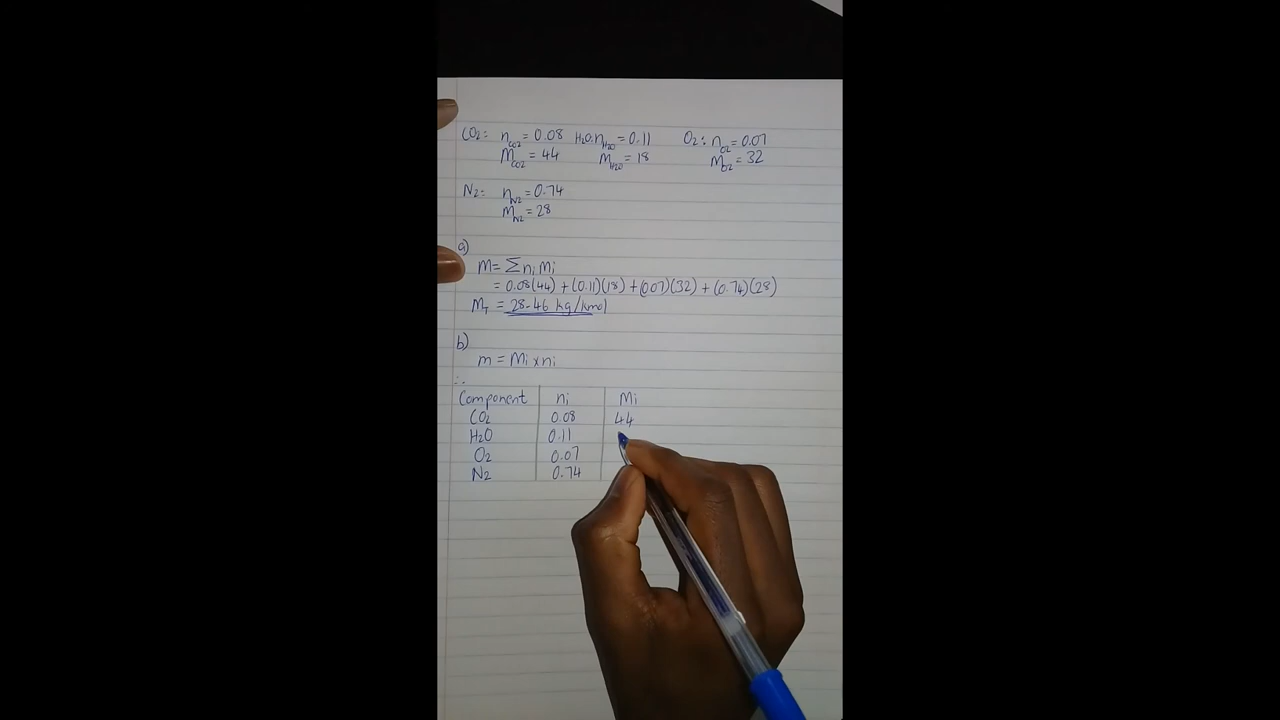 CO2: nCO2 = 0.08 H2O: nH2O = 0.11 O2: nO2 = 0.07
MCO2 = 44 MH2O = 18 MO2 = 32
N2: nN2 = 0.74
MN2 = 28
a)
M = Σ ni Mi
= 0.08(44) + (0.11)(18) + (0.07)(32) + (0.74)(28)
MT = 28.46 kg/kmol
b)
m = Mi x ni
∴
Component ni Mi
CO2 0.08 44
H2O 0.11
O2 0.07
N2 0.74